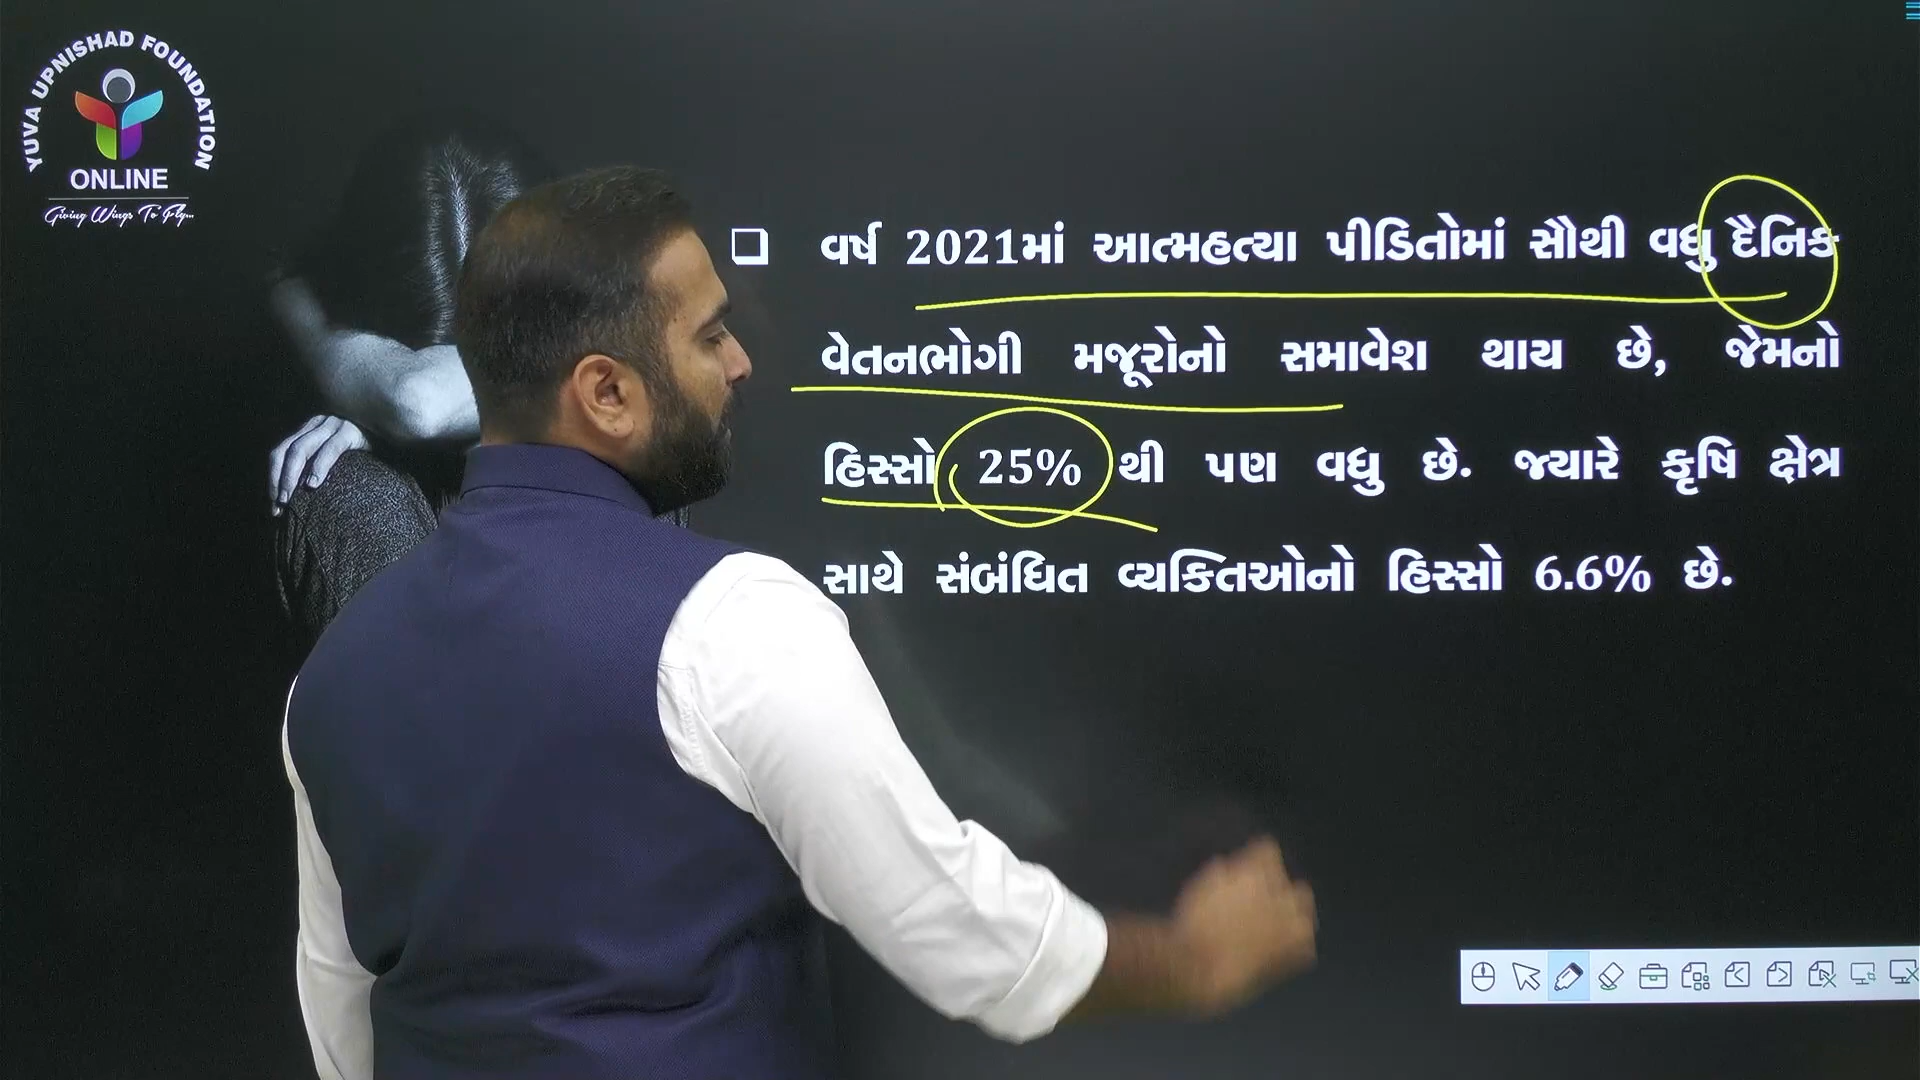 YUVA UPNISHAD FOUNDATION
ONLINE
Giving Wings To Fly...
વર્ષ 2021માં આત્મહત્યા પીડિતોમાં સૌથી વધુ દૈનિક
વેતનભોગી મજૂરોનો સમાવેશ થાય છે, જેમનો
હિસ્સો 25% થી પણ વધુ છે. જ્યારે કૃષિ ક્ષેત્ર
સાથે સંબંધિત વ્યક્તિઓનો હિસ્સો 6.6% છે.